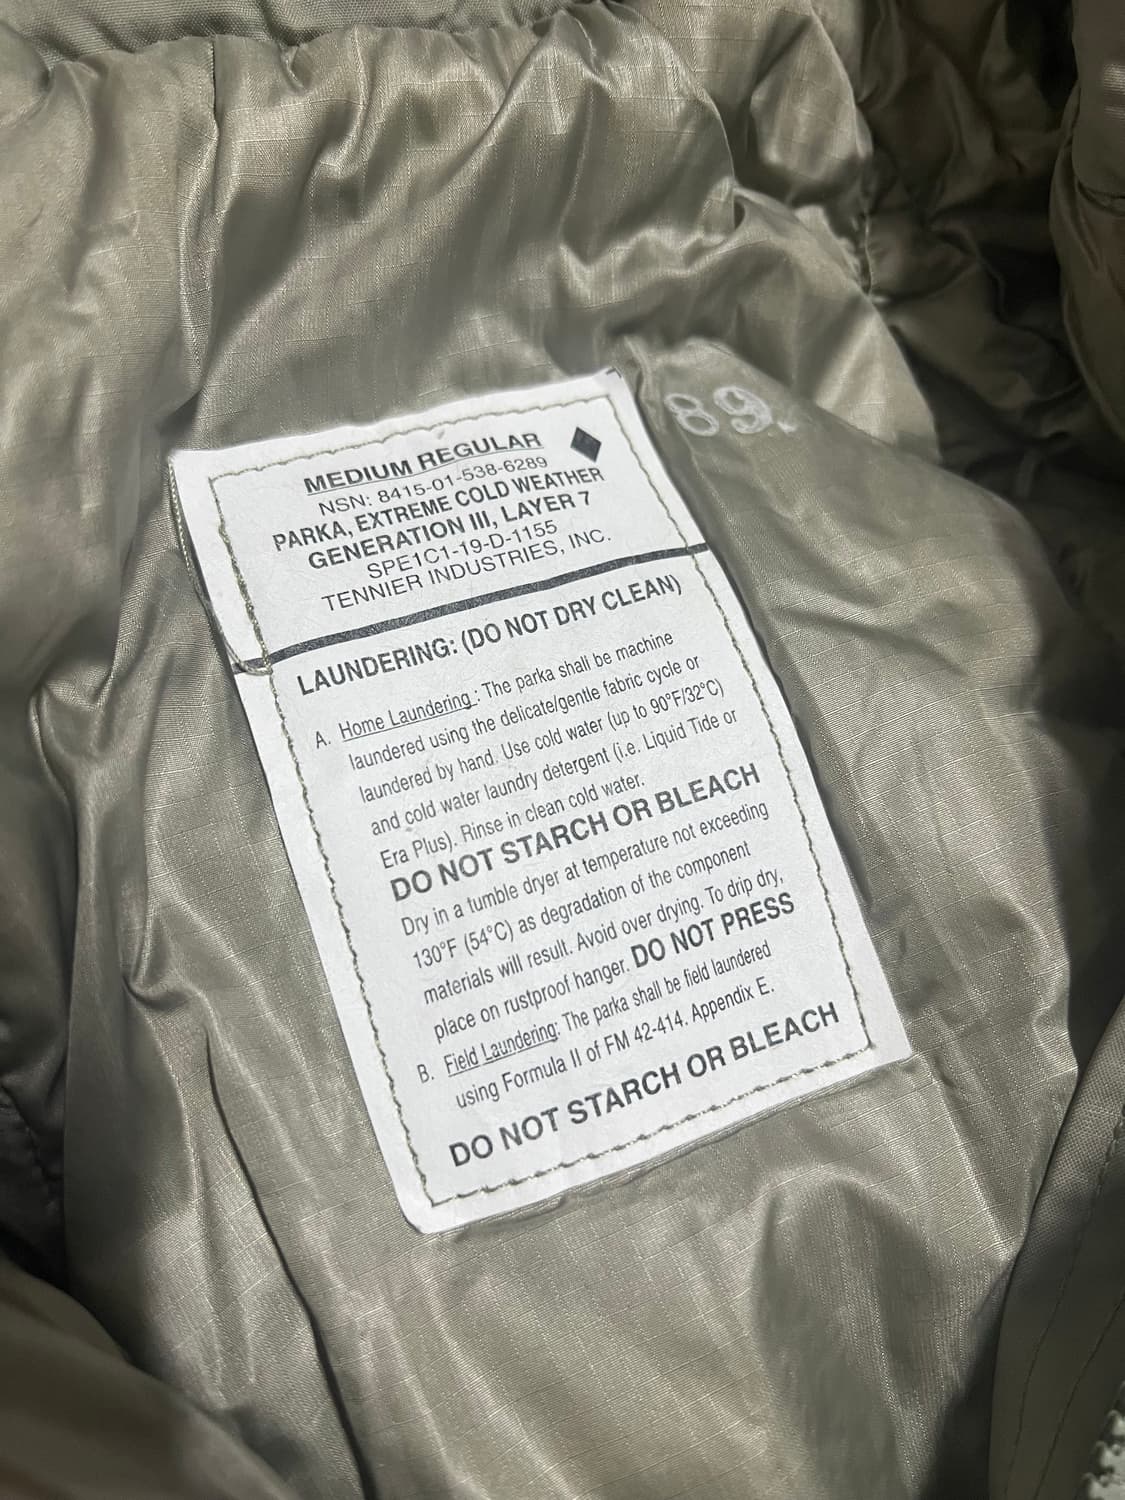 MEDIUM REGULAR
NSN: 8415-01-538-6289
PARKA, EXTREME COLD WEATHER
GENERATION III, LAYER 7
SPE1C1-19-D-1155
TENNIER INDUSTRIES, INC.
89.
LAUNDERING: (DO NOT DRY CLEAN)
A. Home Laundering : The parka shall be machine
laundered using the delicate/gentle fabric cycle or
laundered by hand. Use cold water (up to 90°F/32°C)
and cold water laundry detergent (i.e. Liquid Tide or
Era Plus). Rinse in clean cold water.
DO NOT STARCH OR BLEACH
Dry in a tumble dryer at temperature not exceeding
130°F (54°C) as degradation of the component
materials will result. Avoid over drying. To drip dry,
place on rustproof hanger. DO NOT PRESS
B. Field Laundering: The parka shall be field laundered
using Formula II of FM 42-414. Appendix E.
DO NOT STARCH OR BLEACH